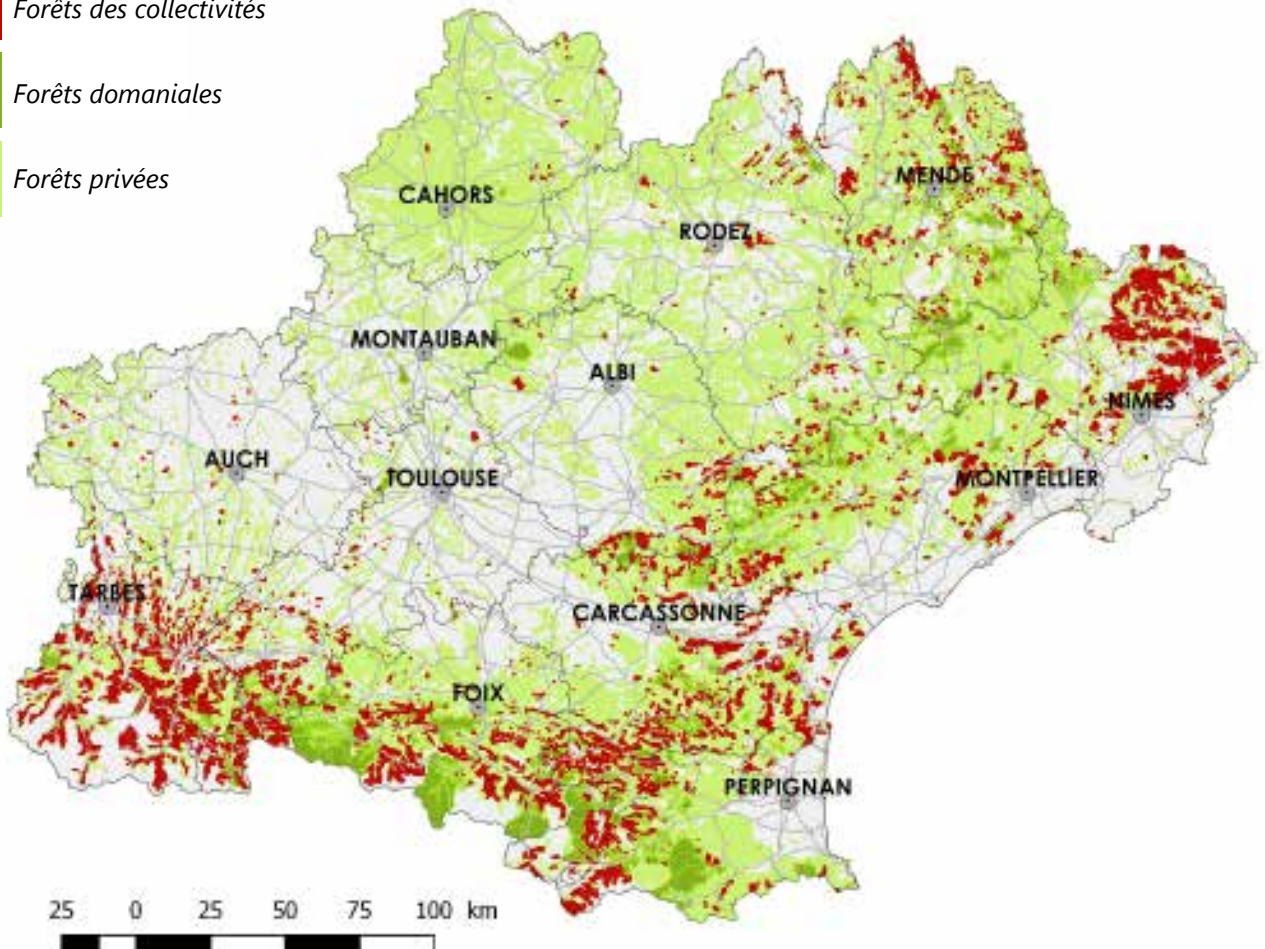 Forêts des collectivités
Forêts domaniales
Forêts privées
MENDE
CAHORS
RODEZ
MONTAUBAN
ALBI
NIMES
AUCH
TOULOUSE
MONTPELLIER
TARBES
CARCASSONNE
FOIX
PERPIGNAN
25 0 25 50 75 100 km